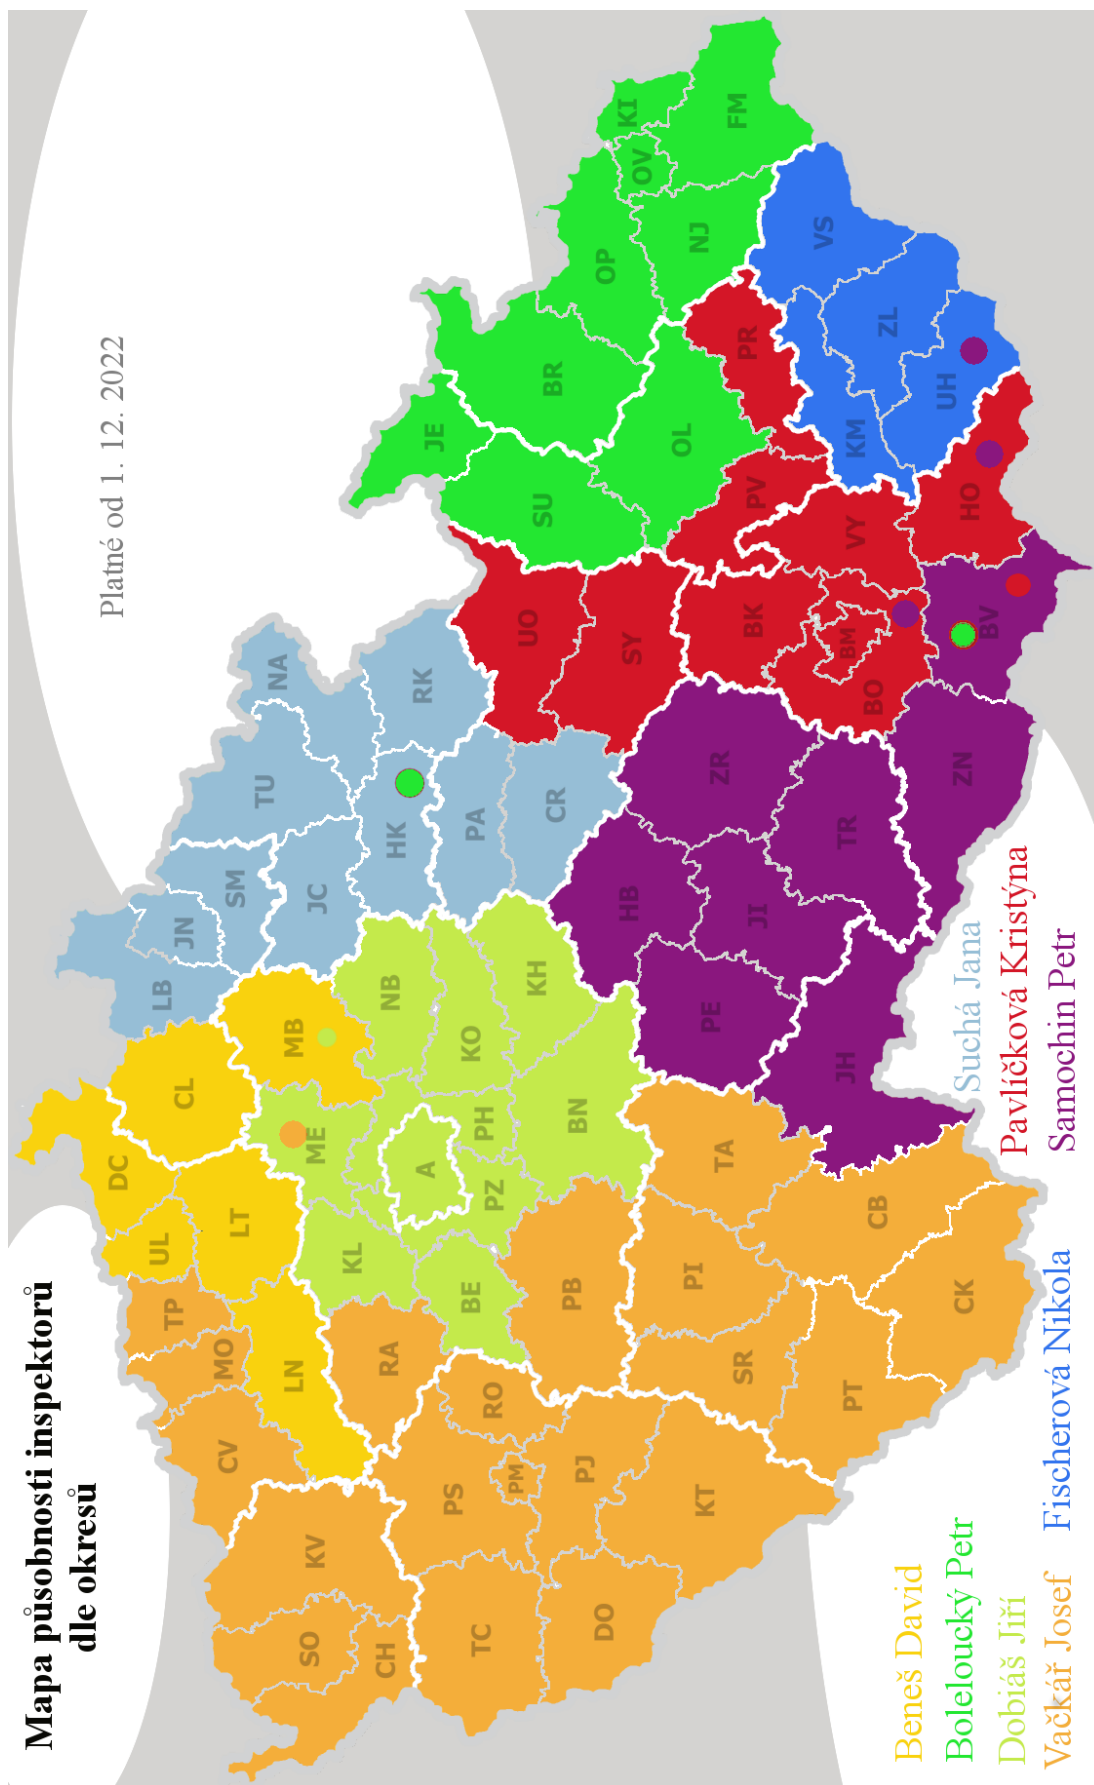 Mapa působnosti inspektorů
dle okresů
Platné od 1. 12. 2022
DC
UL
CL
LB
JN
SM
TU
NA
TP
MO
CV
LT
LN
MB
JC
HK
RK
JE
SU
BR
KV
SO
CH
RA
KL
ME
NB
PA
UO
OP
OV
KI
PS
RO
BE
A
PH
PZ
KO
KH
CR
SY
OL
NJ
FM
TC
PM
PJ
PB
BN
HB
ZR
BK
PV
PR
VS
DO
KT
SR
PI
TA
PE
JI
TR
BM
BO
VY
KM
ZL
PT
CB
JH
ZN
BV
HO
UH
CK
Beneš David
Boleloucký Petr
Dobiáš Jiří
Vačkář Josef
Fischerová Nikola
Suchá Jana
Pavlíčková Kristýna
Samochin Petr